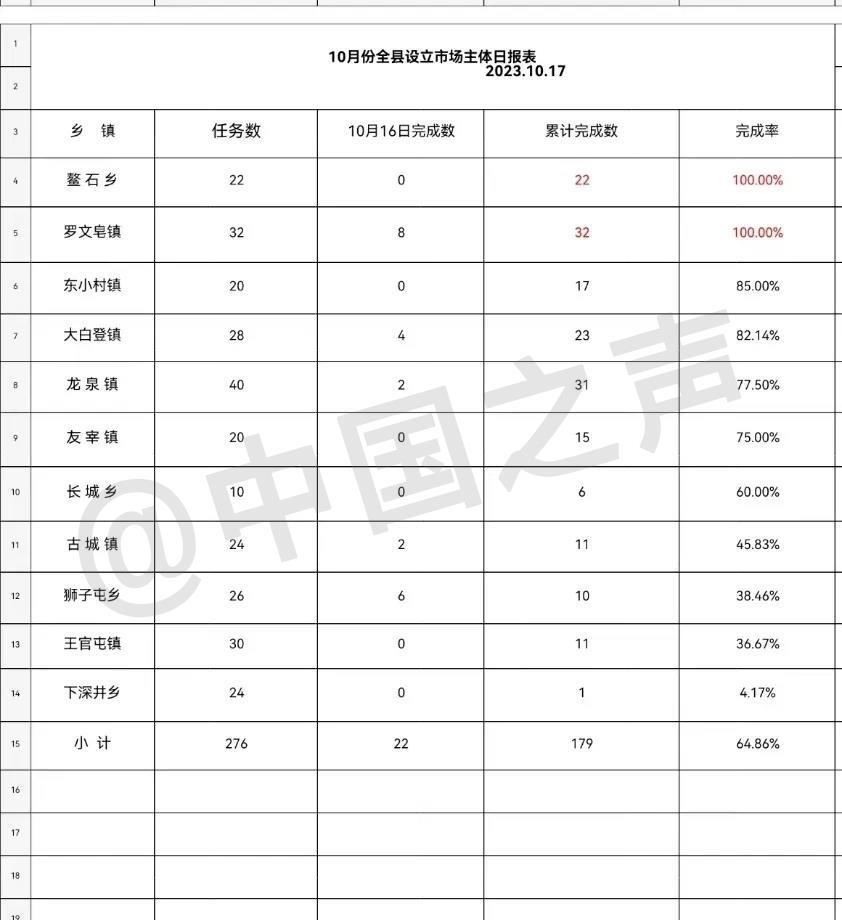 1
10月份全县设立市场主体日报表
2023.10.17
2
3 乡 镇 任务数 10月16日完成数 累计完成数 完成率
4 鳌石乡 22 0 22 100.00%
5 罗文皂镇 32 8 32 100.00%
6 东小村镇 20 0 17 85.00%
7 大白登镇 28 4 23 82.14%
8 龙泉镇 40 2 31 77.50%
9 友宰镇 20 0 15 75.00%
10 长城乡 10 0 6 60.00%
11 古城镇 24 2 11 45.83%
12 狮子屯乡 26 6 10 38.46%
13 王官屯镇 30 0 11 36.67%
14 下深井乡 24 0 1 4.17%
15 小 计 276 22 179 64.86%
16
17
18
19
@中国之声